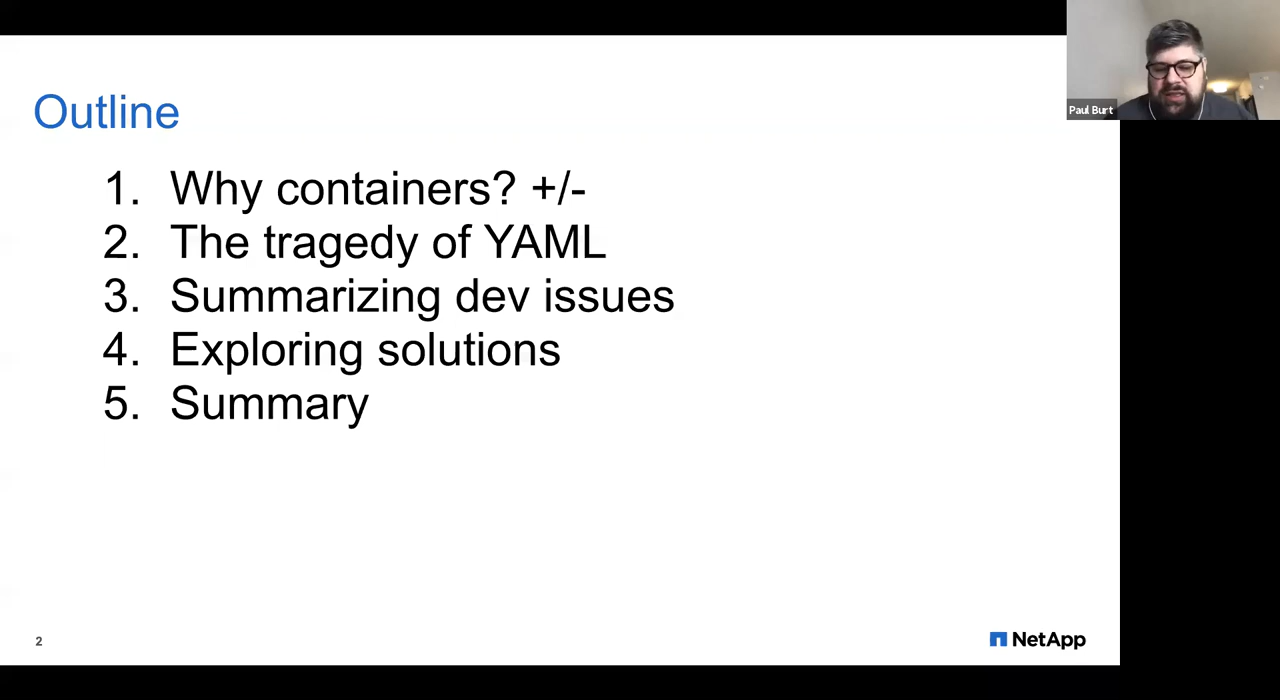 Outline
1. Why containers? +/-
2. The tragedy of YAML
3. Summarizing dev issues
4. Exploring solutions
5. Summary
Paul Burt
2
NetApp